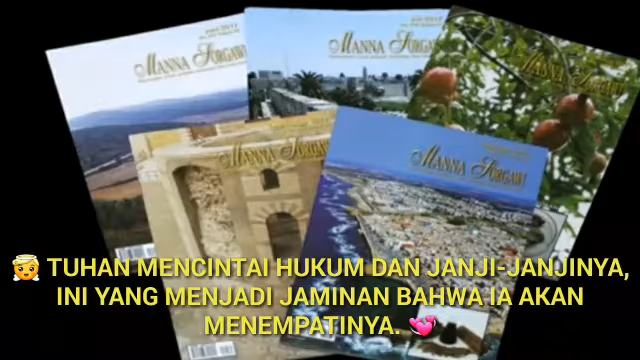 MANNA SORGAWI
MANNA SORGAWI
MANNA SORGAWI
MANNA SORGAWI
MANNA SORGAWI
😇 TUHAN MENCINTAI HUKUM DAN JANJI-JANJINYA,
INI YANG MENJADI JAMINAN BAHWA IA AKAN
MENEMPATINYA. 💞